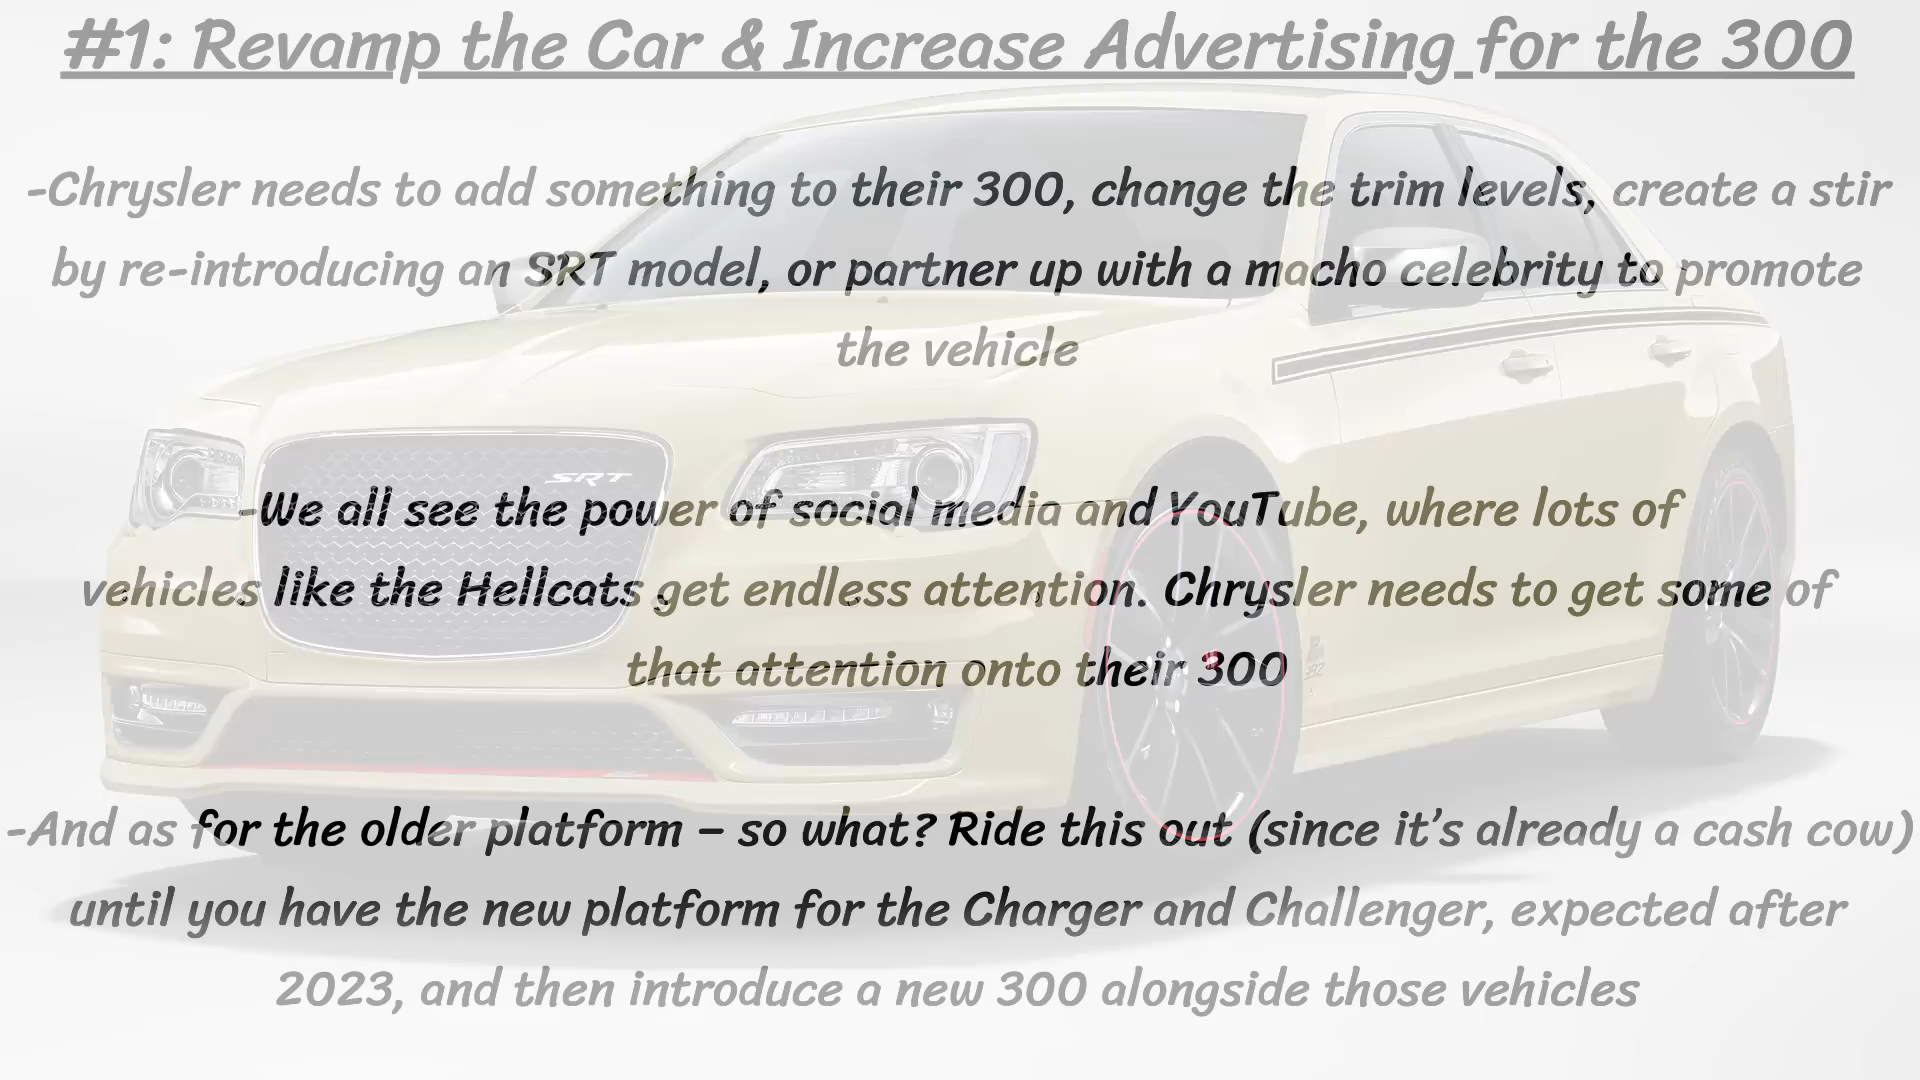 #1: Revamp the Car & Increase Advertising for the 300
-Chrysler needs to add something to their 300, change the trim levels, create a stir
by re-introducing an SRT model, or partner up with a macho celebrity to promote
the vehicle
SRT
-We all see the power of social media and YouTube, where lots of
vehicles like the Hellcats get endless attention. Chrysler needs to get some of
that attention onto their 300
-And as for the older platform – so what? Ride this out (since it’s already a cash cow)
until you have the new platform for the Charger and Challenger, expected after
2023, and then introduce a new 300 alongside those vehicles